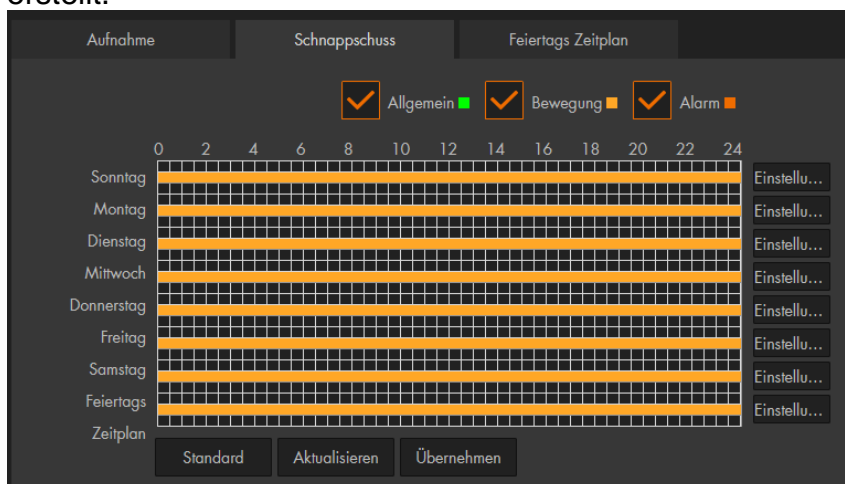 erstellt.
Aufnahme Schnappschuss Feiertags Zeitplan
Allgemein Bewegung Alarm
0 2 4 6 8 10 12 14 16 18 20 22 24
Sonntag Einstellu...
Montag Einstellu...
Dienstag Einstellu...
Mittwoch Einstellu...
Donnerstag Einstellu...
Freitag Einstellu...
Samstag Einstellu...
Feiertags Einstellu...
Zeitplan
Standard Aktualisieren Übernehmen